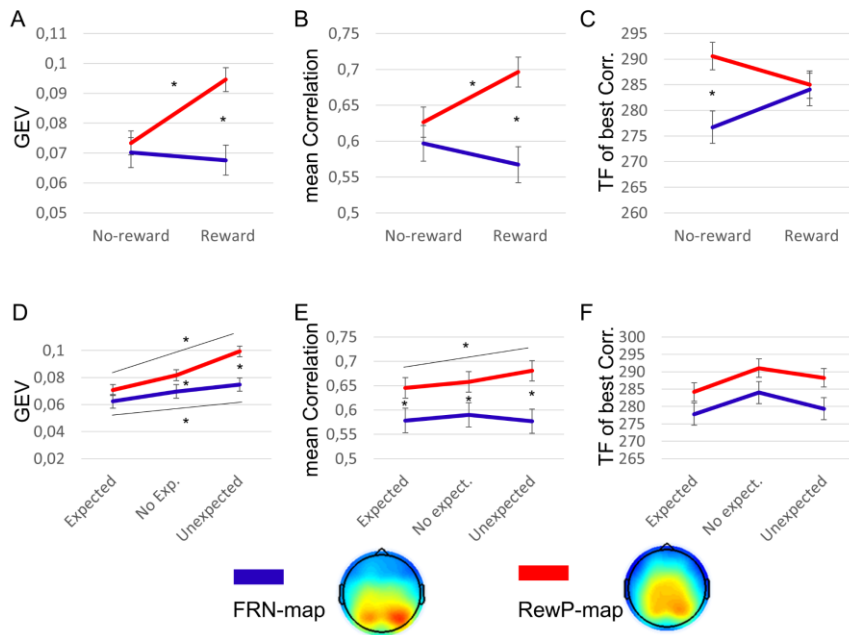 A
GEV
0,11
0,1
0,09
0,08
0,07
0,06
0,05
*
*
No-reward Reward
B
mean Correlation
0,8
0,7
0,6
0,5
*
*
No-reward Reward
C
TF of best Corr.
295
290
285
280
275
270
265
260
*
No-reward Reward
D
GEV
0,1
0,08
0,06
0,04
0,02
*
*
*
*
Expected No Exp. Unexpected
E
mean Correlation
0,75
0,7
0,65
0,6
0,55
0,5
*
*
*
*
Expected No expect. Unexpected
F
TF of best Corr.
300
295
290
285
280
275
270
265
Expected No expect. Unexpected
FRN-map
RewP-map